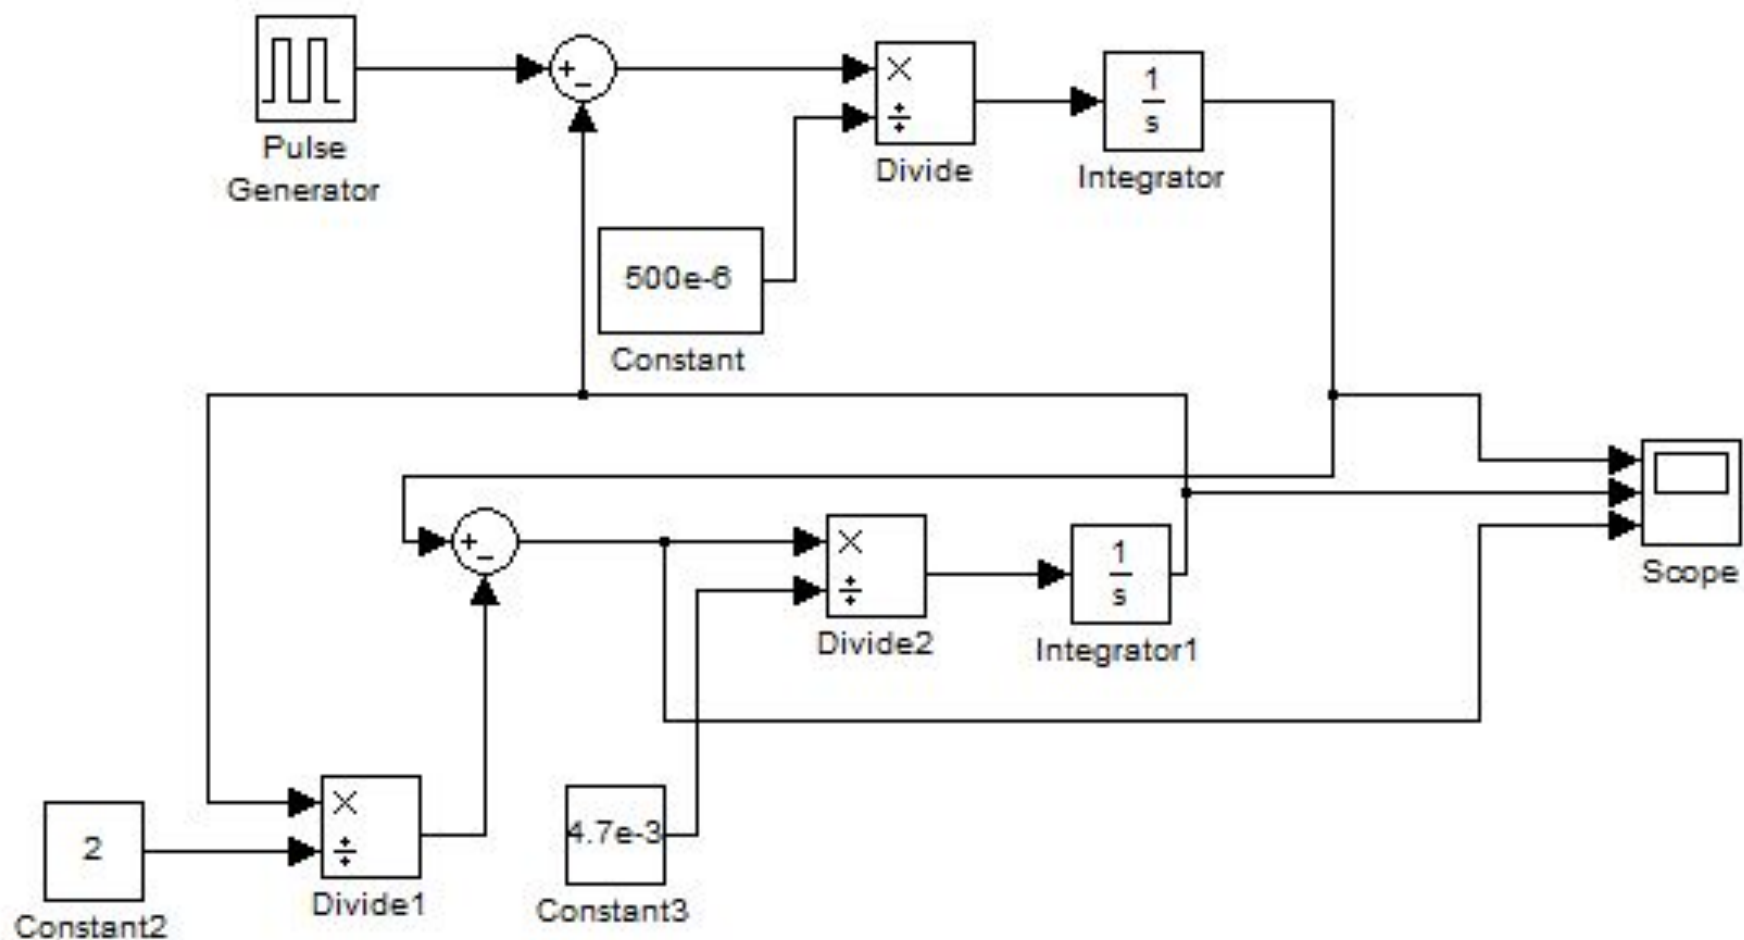 Pulse
Generator
+
−
×
÷
Divide
1
s
Integrator
500e-6
Constant
+
−
×
÷
Divide2
1
s
Integrator1
Scope
2
Constant2
×
÷
Divide1
4.7e-3
Constant3